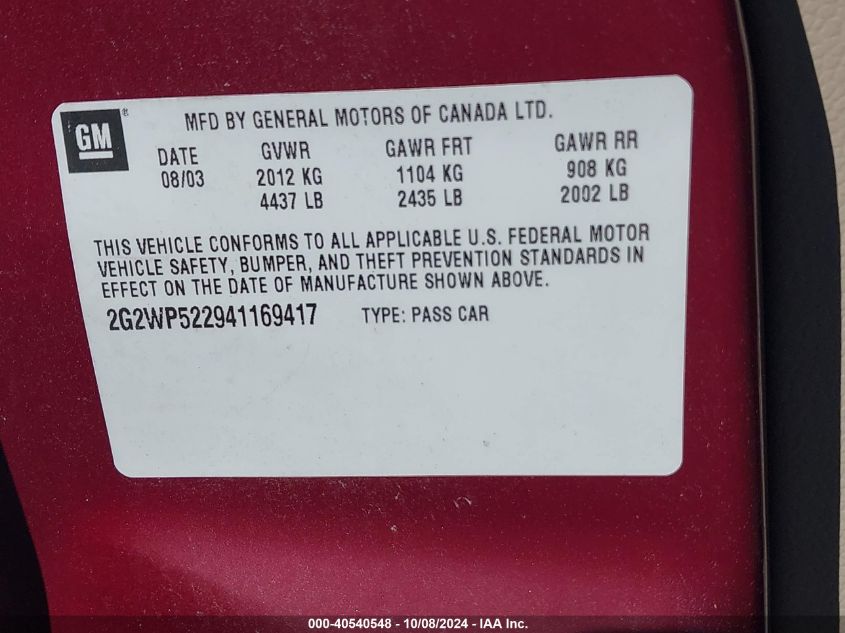 GM®
MFD BY GENERAL MOTORS OF CANADA LTD.
DATE GVWR GAWR FRT GAWR RR
08/03 2012 KG 1104 KG 908 KG
4437 LB 2435 LB 2002 LB
THIS VEHICLE CONFORMS TO ALL APPLICABLE U.S. FEDERAL MOTOR
VEHICLE SAFETY, BUMPER, AND THEFT PREVENTION STANDARDS IN
EFFECT ON THE DATE OF MANUFACTURE SHOWN ABOVE.
2G2WP522941169417 TYPE: PASS CAR
000-40540548 - 10/08/2024 - IAA Inc.